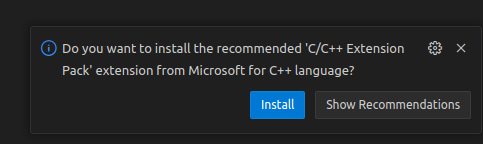 Do you want to install the recommended 'C/C++ Extension
Pack' extension from Microsoft for C++ language?
Install
Show Recommendations